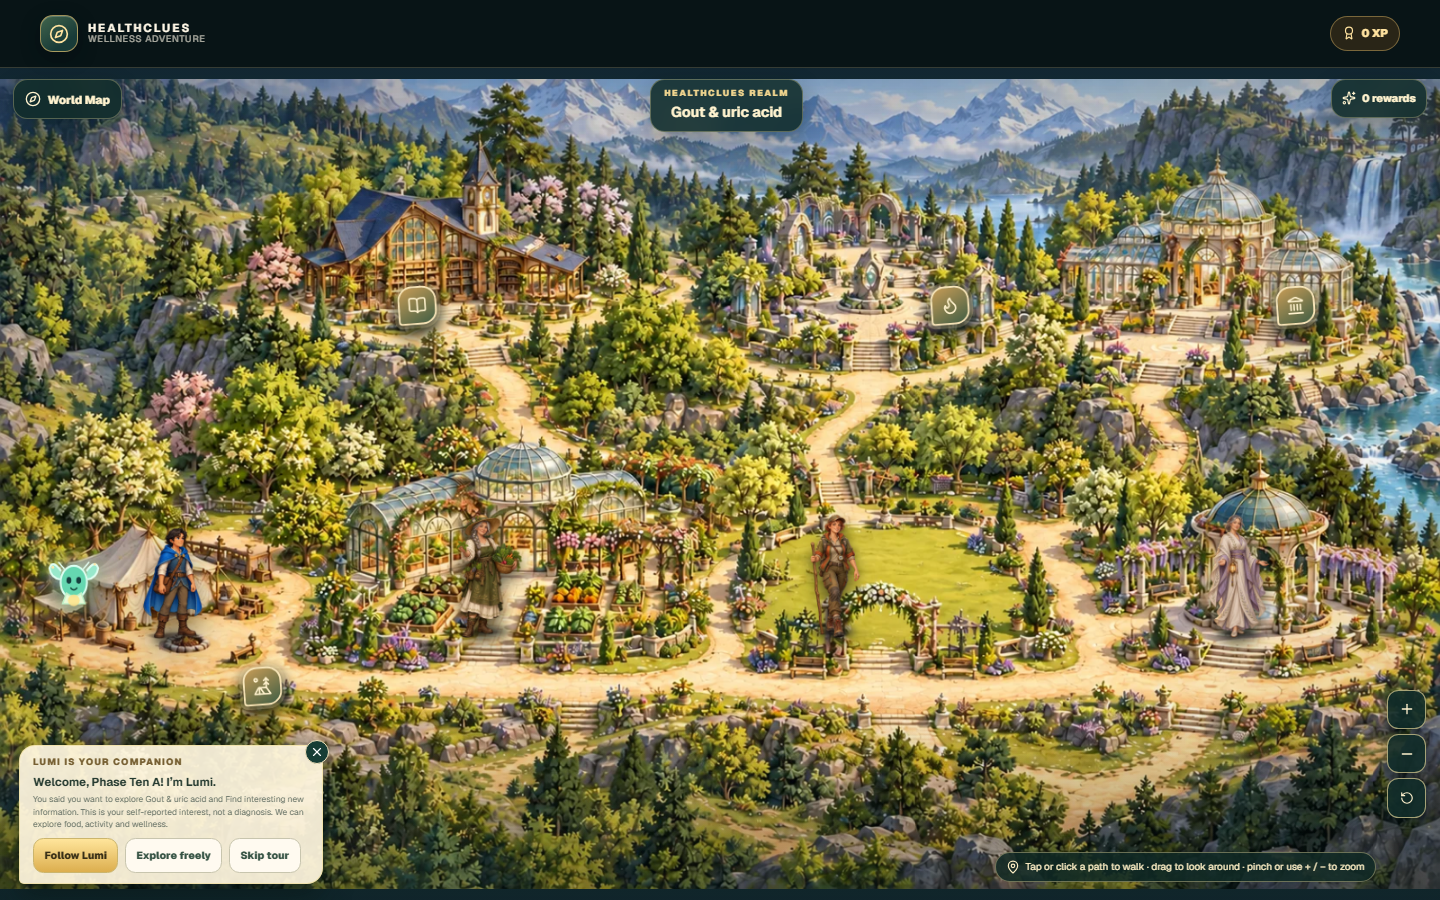 HEALTHCLUES
WELLNESS ADVENTURE
0 XP
World Map
HEALTHCLUES REALM
Gout & uric acid
0 rewards
LUMI IS YOUR COMPANION
Welcome, Phase Ten A! I'm Lumi.
You said you want to explore Gout & uric acid and Find interesting new
information. This is your self-reported interest, not a diagnosis. We can
explore food, activity and wellness.
Follow Lumi
Explore freely
Skip tour
Tap or click a path to walk · drag to look around · pinch or use + / − to zoom